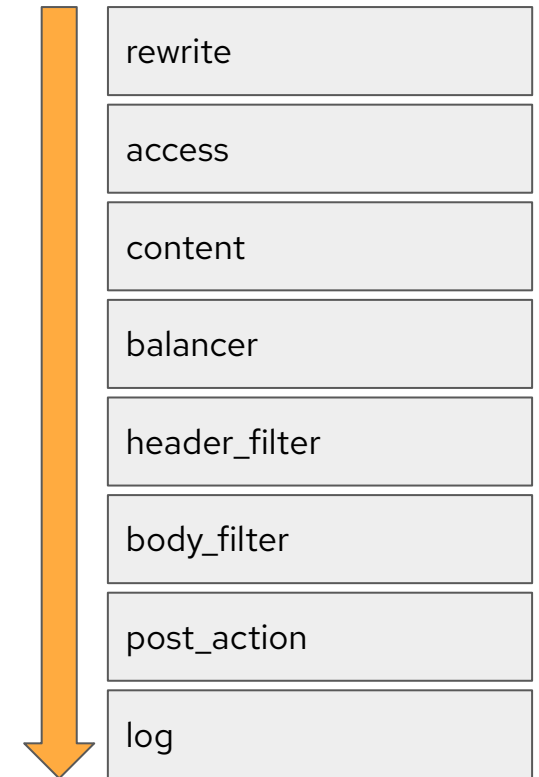 rewrite
access
content
balancer
header_filter
body_filter
post_action
log